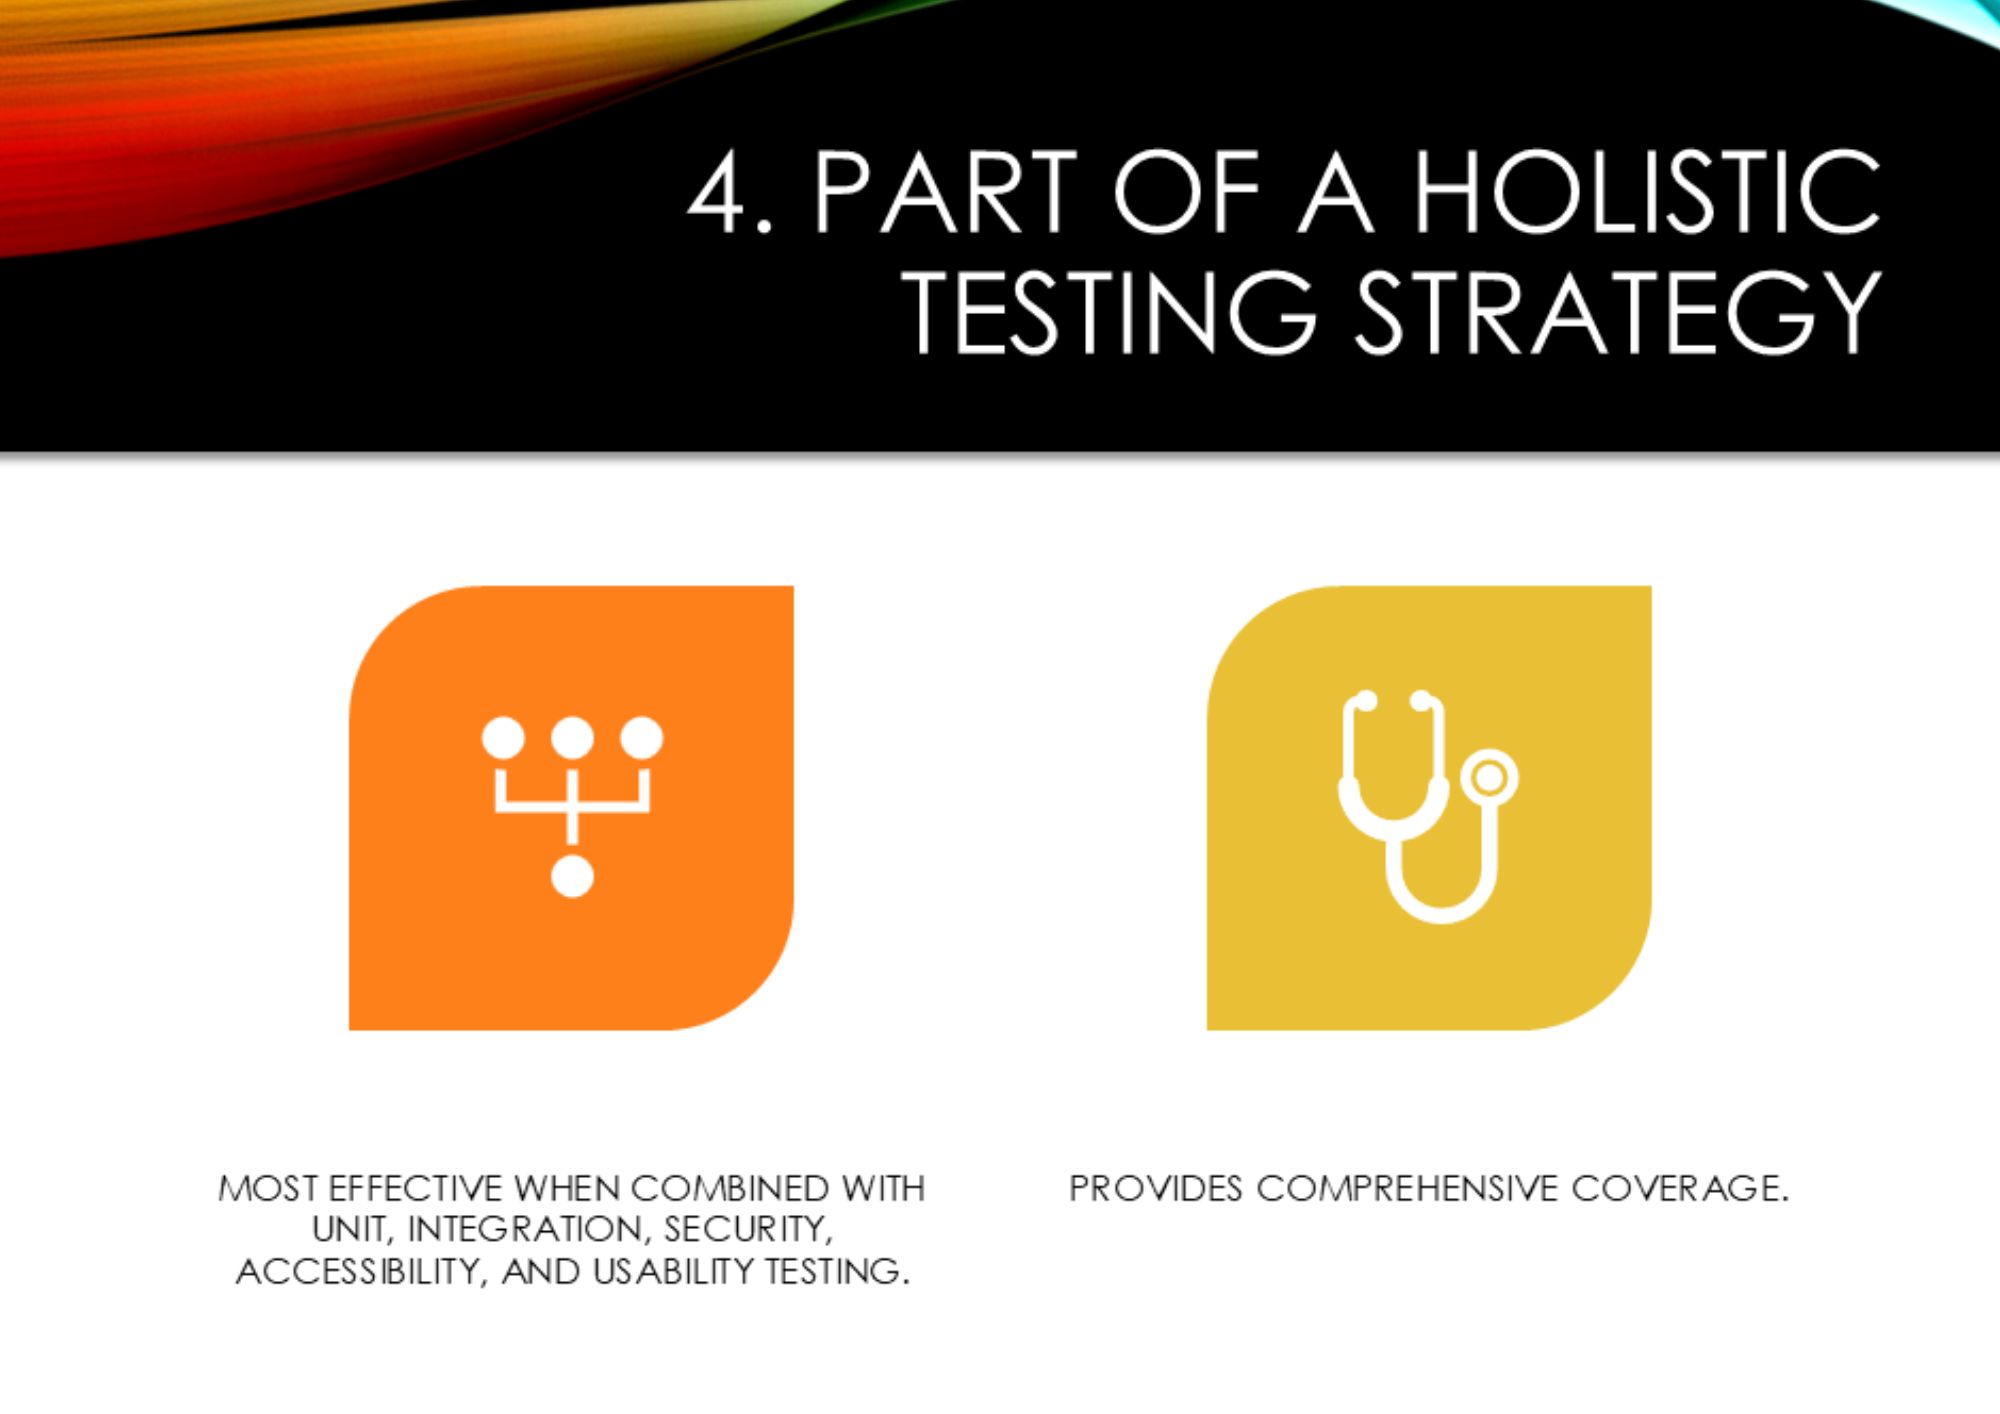 4. PART OF A HOLISTIC
TESTING STRATEGY
MOST EFFECTIVE WHEN COMBINED WITH
UNIT, INTEGRATION, SECURITY,
ACCESSIBILITY, AND USABILITY TESTING.
PROVIDES COMPREHENSIVE COVERAGE.